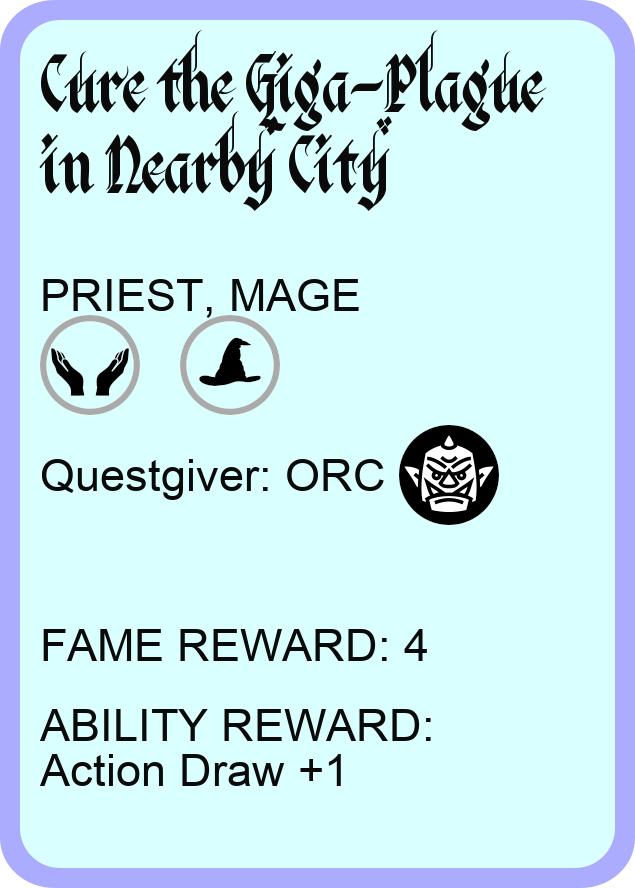 Cure the Giga-Plague
in Nearby City
PRIEST, MAGE
Questgiver: ORC
FAME REWARD: 4
ABILITY REWARD:
Action Draw +1